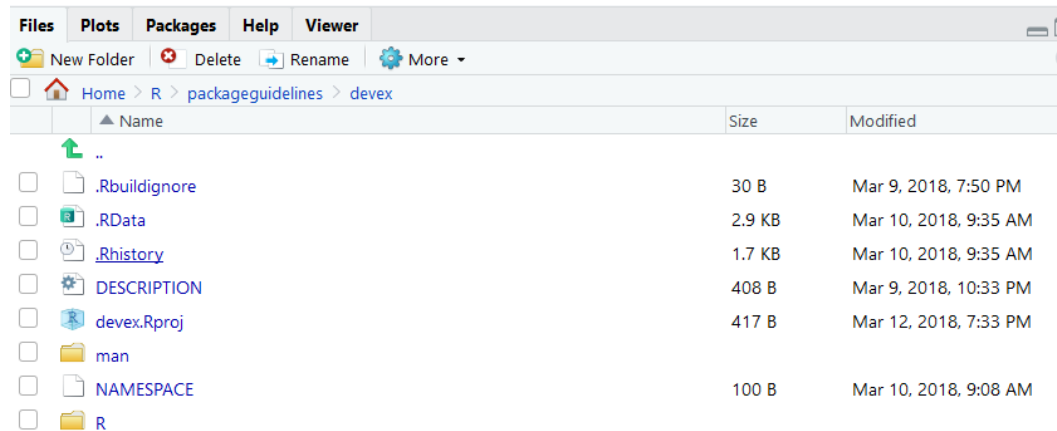 Files Plots Packages Help Viewer
New Folder Delete Rename More
Home > R > packageguidelines > devex
Name Size Modified
..
.Rbuildignore 30 B Mar 9, 2018, 7:50 PM
.RData 2.9 KB Mar 10, 2018, 9:35 AM
.Rhistory 1.7 KB Mar 10, 2018, 9:35 AM
DESCRIPTION 408 B Mar 9, 2018, 10:33 PM
devex.Rproj 417 B Mar 12, 2018, 7:33 PM
man
NAMESPACE 100 B Mar 10, 2018, 9:08 AM
R